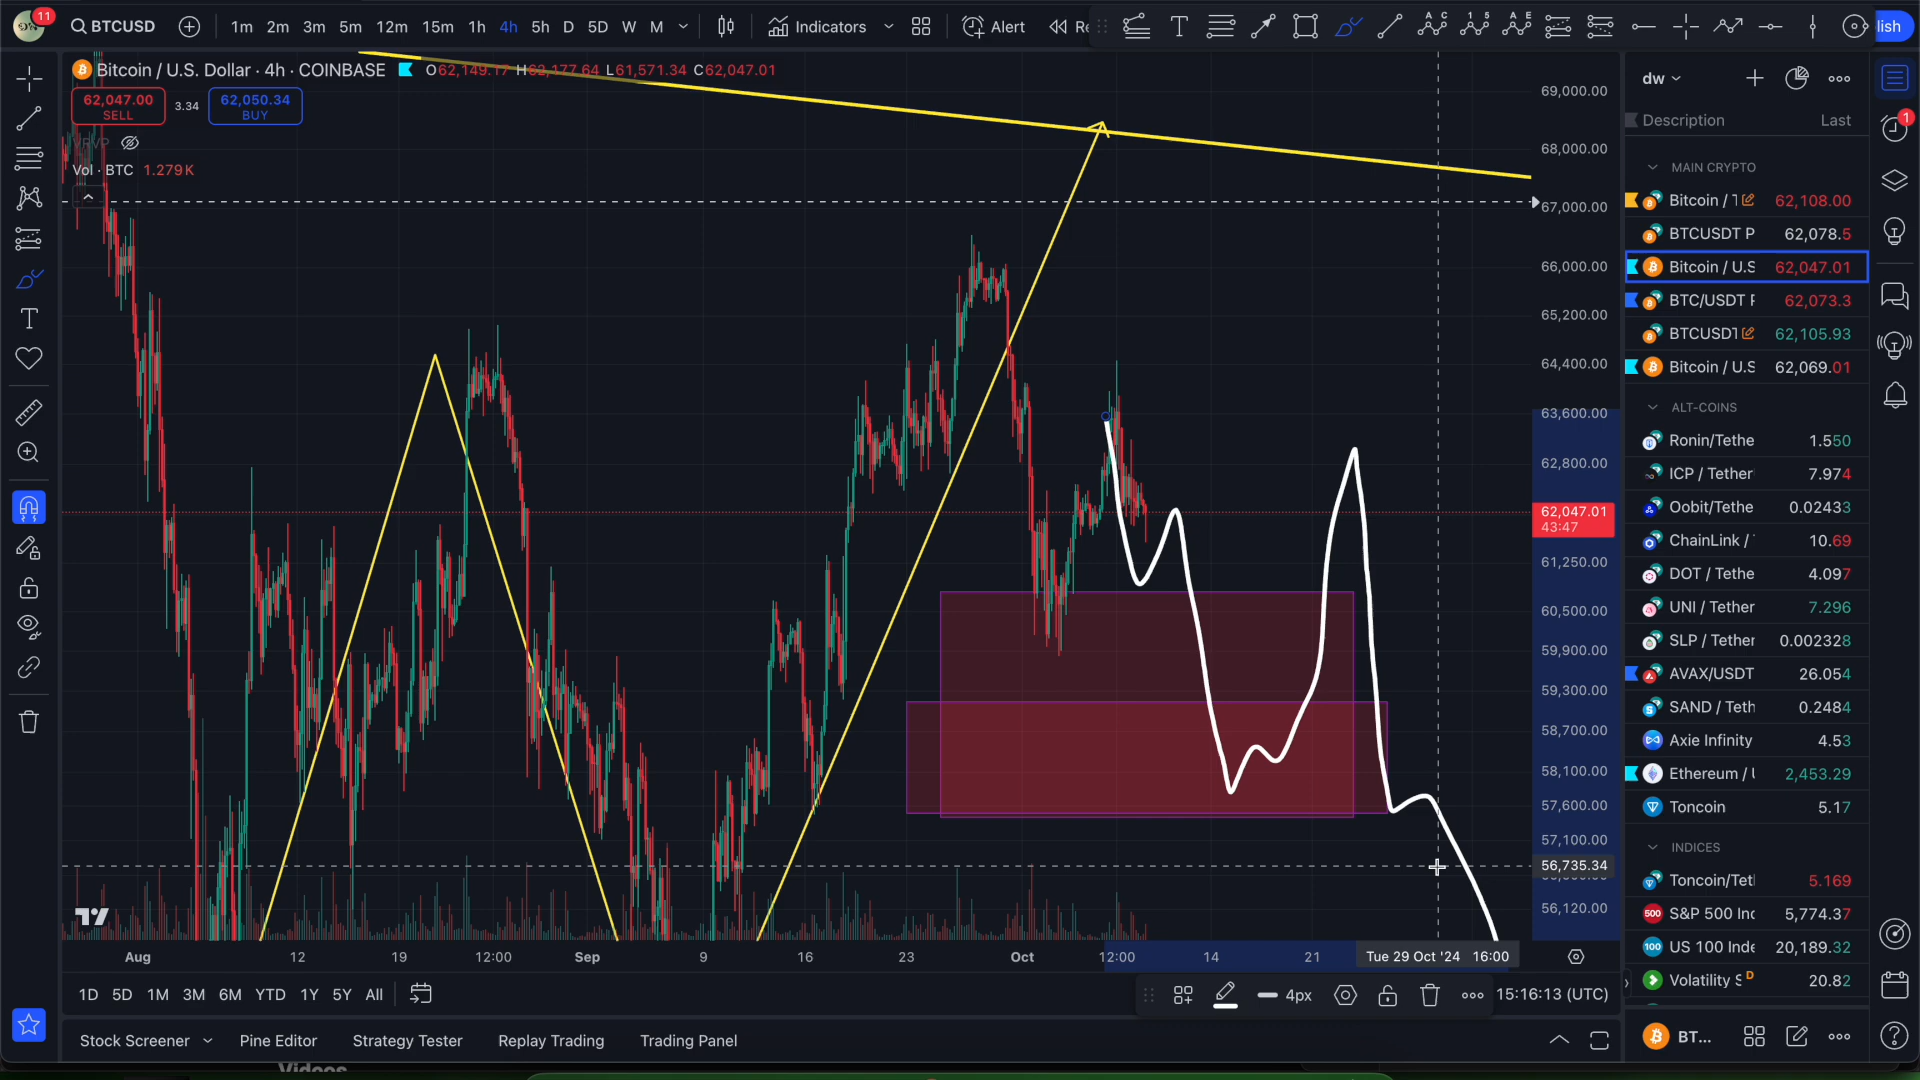 11
BTCUSD
1m 2m 3m 5m 12m 15m 1h 4h 5h D 5D W M
Indicators
Alert
Re
lish
Bitcoin / U.S. Dollar · 4h · COINBASE
O62,149.17 H62,177.64 L61,571.34 C62,047.01
62,047.00
SELL
3.34
62,050.34
BUY
VRVP
Vol · BTC 1.279K
69,000.00
68,000.00
67,000.00
66,000.00
65,200.00
64,400.00
63,600.00
62,800.00
62,047.01
43:47
61,250.00
60,500.00
59,900.00
59,300.00
58,700.00
58,100.00
57,600.00
57,100.00
56,735.34
56,120.00
Aug 12 19 12:00 Sep 9 16 23 Oct 12:00 14 21
Tue 29 Oct '24 16:00
1D 5D 1M 3M 6M YTD 1Y 5Y All
4px
15:16:13 (UTC)
Stock Screener
Pine Editor
Strategy Tester
Replay Trading
Trading Panel
Videos
dw
1
Description Last
MAIN CRYPTO
Bitcoin / T 62,108.00
BTCUSDT P 62,078.5
Bitcoin / U.S 62,047.01
BTC/USDT F 62,073.3
BTCUSDT 62,105.93
Bitcoin / U.S 62,069.01
ALT-COINS
Ronin/Tethe 1.550
ICP / Tether 7.974
Oobit/Tethe 0.02433
ChainLink / 10.69
DOT / Tethe 4.097
UNI / Tether 7.296
SLP / Tether 0.002328
AVAX/USDT 26.054
SAND / Teth 0.2484
Axie Infinity 4.53
Ethereum / U 2,453.29
Toncoin 5.17
INDICES
Toncoin/Tet 5.169
500 S&P 500 Inc 5,774.37
100 US 100 Inde 20,189.32
Volatility S D 20.82
BT...